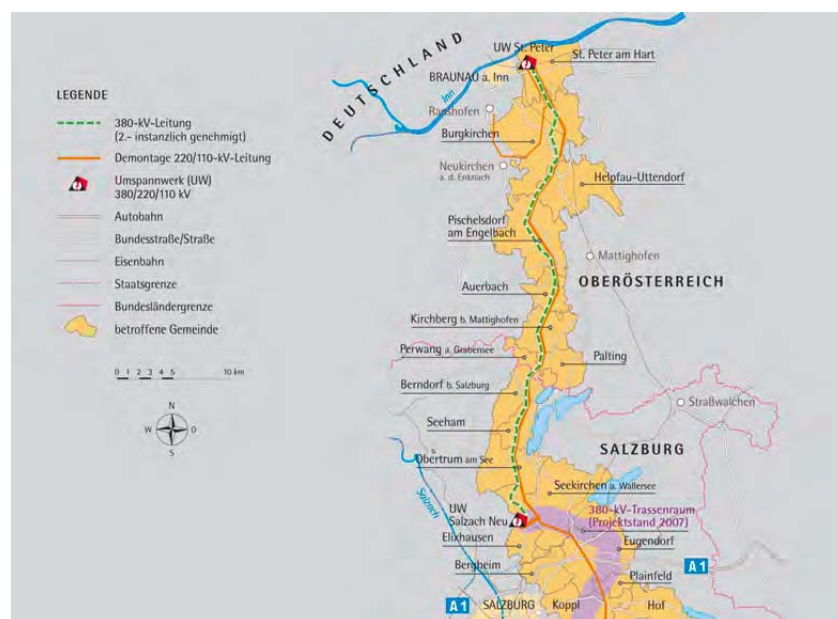 LEGENDE
380-kV-Leitung
(2.- instanzlich genehmigt)
Demontage 220/110-kV-Leitung
Umspannwerk (UW)
380/220/110 kV
Autobahn
Bundesstraße/Straße
Eisenbahn
Staatsgrenze
Bundesländergrenze
betroffene Gemeinde
0 1 2 3 4 5 10 km
N
W O
S
DEUTSCHLAND
Inn
UW St. Peter
St. Peter am Hart
BRAUNAU a. Inn
Ranshofen
Burgkirchen
Neukirchen
a. d. Enknach
Helpfau-Uttendorf
Pischelsdorf
am Engelbach
Mattighofen
OBERÖSTERREICH
Auerbach
Kirchberg b. Mattighofen
Perwang a. Grabensee
Palting
Berndorf b. Salzburg
Straßwalchen
Seeham
SALZBURG
Obertrum am See
Seekirchen a. Wallersee
Salzach
UW
Salzach Neu
380-kV-Trassenraum
(Projektstand 2007)
Elixhausen
Eugendorf
Bergheim
A1
Plainfeld
A1
SALZBURG
Koppl
Hof